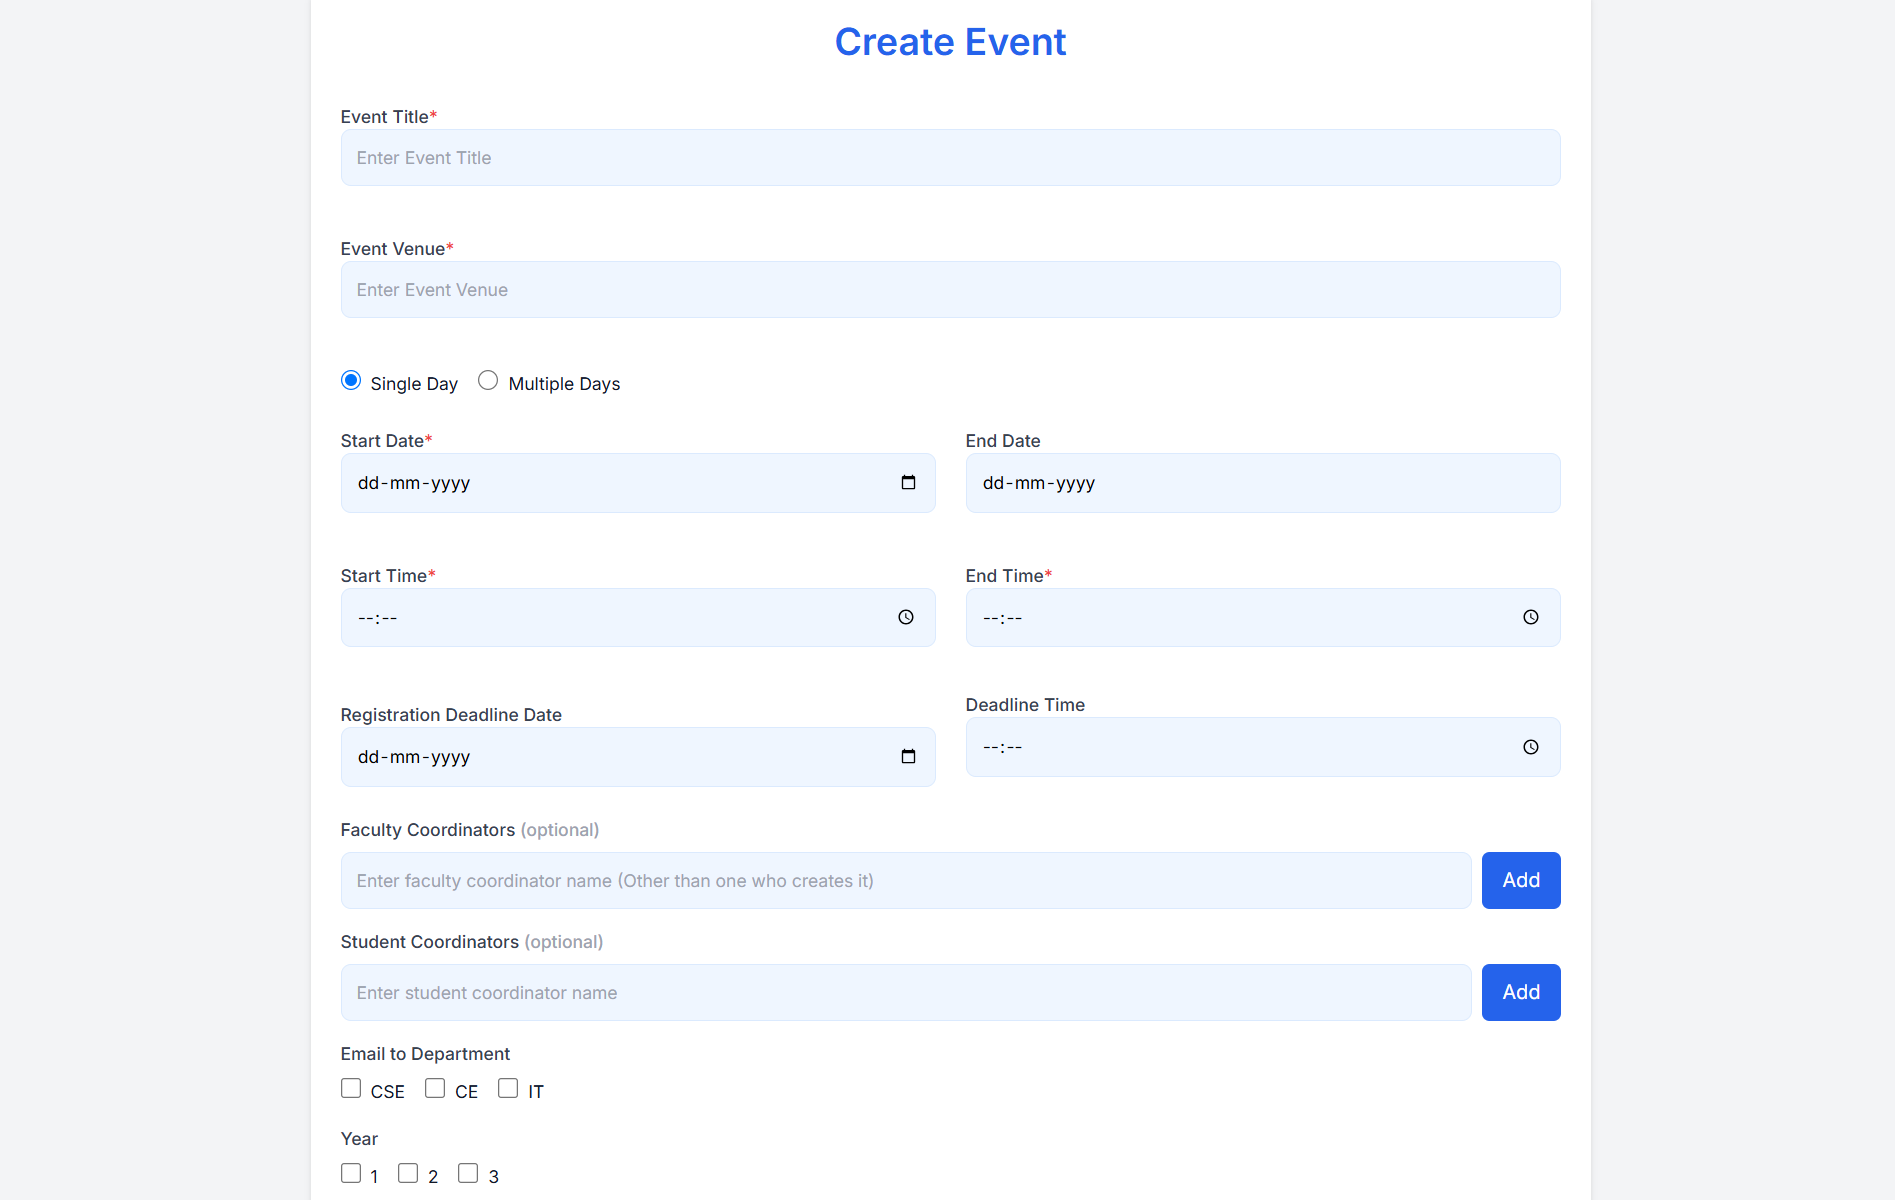 Create Event
Event Title*
Enter Event Title
Event Venue*
Enter Event Venue
Single Day Multiple Days
Start Date* End Date
dd-mm-yyyy dd-mm-yyyy
Start Time* End Time*
--:-- --:--
Registration Deadline Date Deadline Time
dd-mm-yyyy --:--
Faculty Coordinators (optional)
Enter faculty coordinator name (Other than one who creates it) Add
Student Coordinators (optional)
Enter student coordinator name Add
Email to Department
CSE CE IT
Year
1 2 3